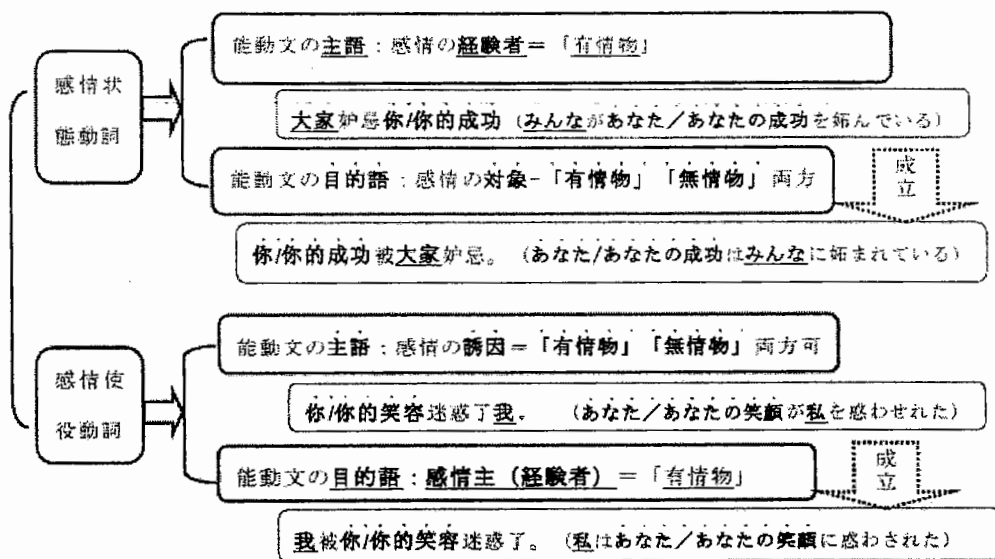 能動文の主語：感情の経験者＝「有情物」
感情状
態動詞
大家妒忌你/你的成功（みんながあなた／あなたの成功を妬んでいる）
能動文の目的語：感情の対象−「有情物」「無情物」両方
成
立
你/你的成功被大家妒忌。（あなた/あなたの成功はみんなに妬まれている）
能動文の主語：感情の誘因＝「有情物」「無情物」両方可
感情使
役動詞
你/你的笑容迷惑了我。（あなた／あなたの笑顔が私を惑わせれた）
能動文の目的語：感情主（経験者）＝「有情物」
成
立
我被你/你的笑容迷惑了。（私はあなた／あなたの笑顔に惑わされた）